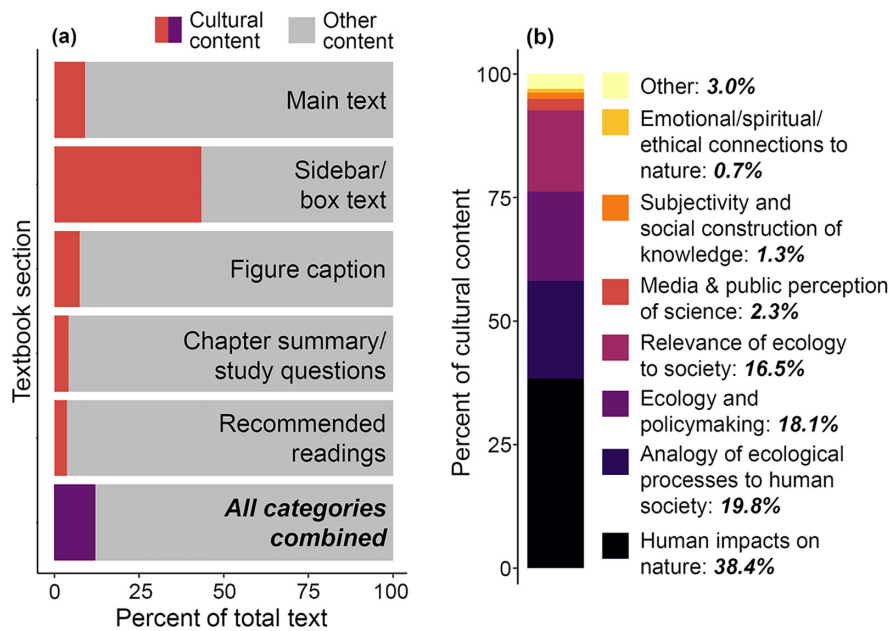 (a)
Cultural
content
Other
content
Textbook section
Main text
Sidebar/
box text
Figure caption
Chapter summary/
study questions
Recommended
readings
All categories
combined
0
25
50
75
100
Percent of total text
(b)
Percent of cultural content
100
75
50
25
0
Other: 3.0%
Emotional/spiritual/
ethical connections to
nature: 0.7%
Subjectivity and
social construction of
knowledge: 1.3%
Media & public perception
of science: 2.3%
Relevance of ecology
to society: 16.5%
Ecology and
policymaking: 18.1%
Analogy of ecological
processes to human
society: 19.8%
Human impacts on
nature: 38.4%